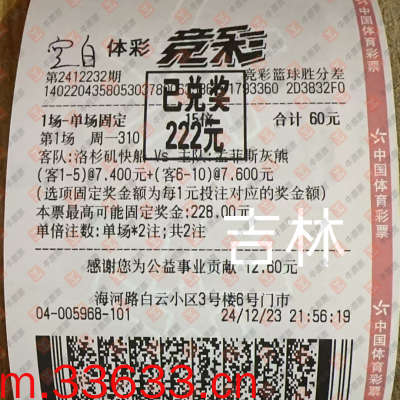 空白 体彩 竞彩
第2412232期 竞彩篮球胜分差
2D3832F0
已兑奖
222元
1场-单场固定 15倍 合计 60元
第1场 周一310
客队:洛杉矶快船 Vs 主队:孟菲斯灰熊
(客1-5)@7.400元+(客6-10)@7.600元
(选项固定奖金额为每1元投注对应的奖金额)
本票最高可能固定奖金:228.00元
单倍注数:单场*2注;共2注
吉林
感谢您为公益事业贡献 12.60元
海河路白云小区3号楼6号门市
04-005968-101 24/12/23 21:56:19
m.33633.cn
中国体育彩票
中国体育彩票